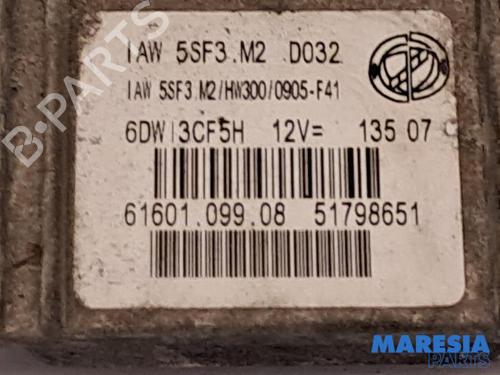 IAW 5SF3.M2 D032
IAW 5SF3.M2/HW300/0905-F41
6DWI3CF5H 12V= 135 07
61601.099.08 51798651
B-PARTS
MARESIA
PARTS